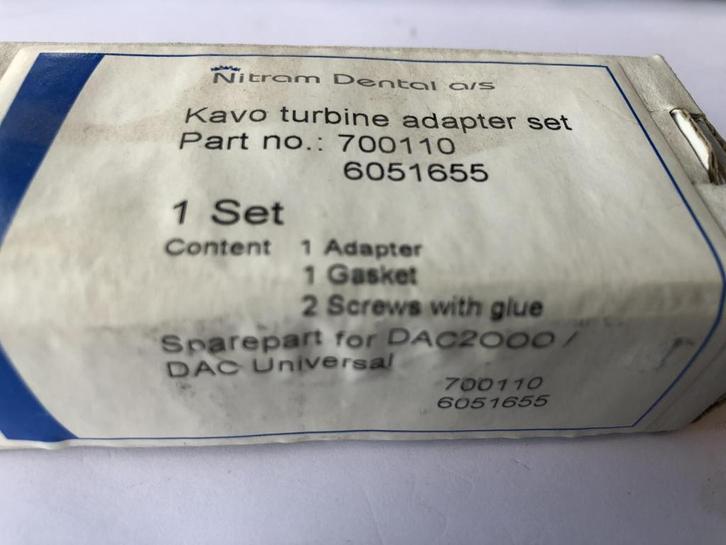 Nitram Dental a/s
Kavo turbine adapter set
Part no.: 700110
6051655
1 Set
Content 1 Adapter
1 Gasket
2 Screws with glue
Sparepart for DAC2000 /
DAC Universal
700110
6051655